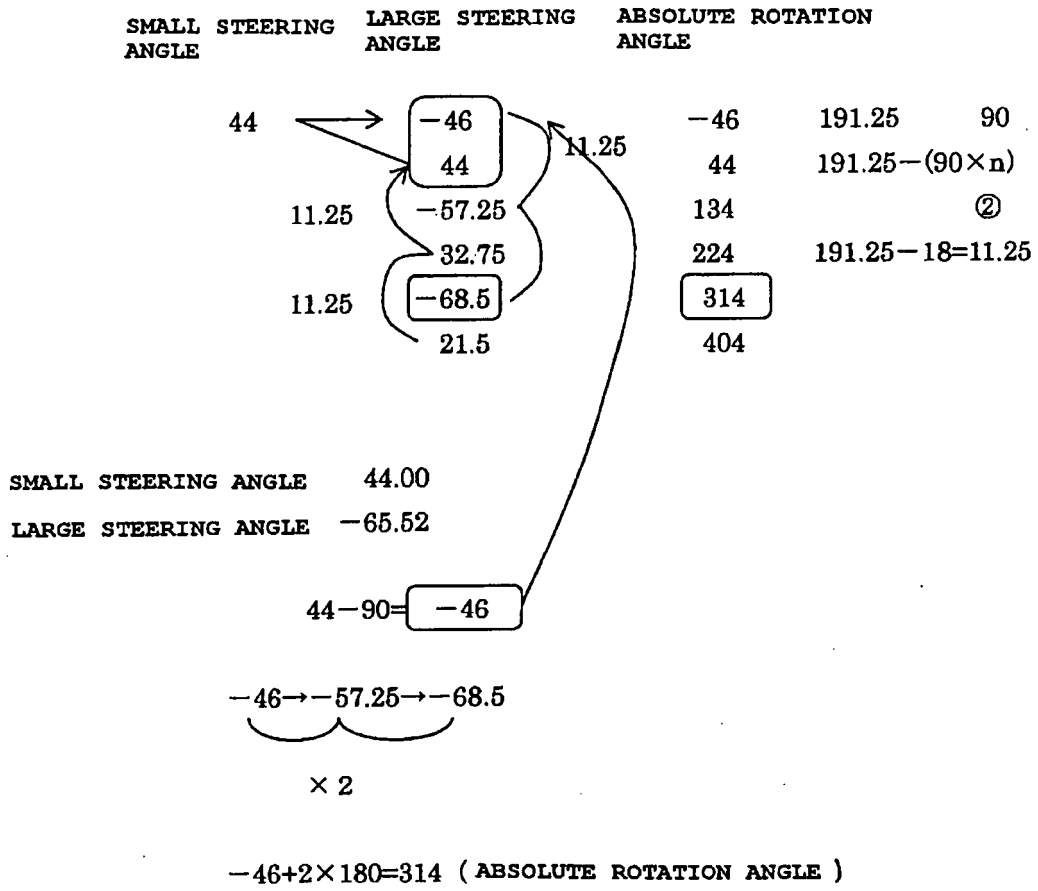 SMALL STEERING ANGLE LARGE STEERING ANGLE ABSOLUTE ROTATION ANGLE
44 −46 11.25 −46 191.25 90
44 44 191.25−(90×n)
11.25 −57.25 134 ②
32.75 224 191.25−18=11.25
11.25 −68.5 314
21.5 404
SMALL STEERING ANGLE 44.00
LARGE STEERING ANGLE −65.52
44−90= −46
−46→−57.25→−68.5
× 2
−46+2×180=314 ( ABSOLUTE ROTATION ANGLE )